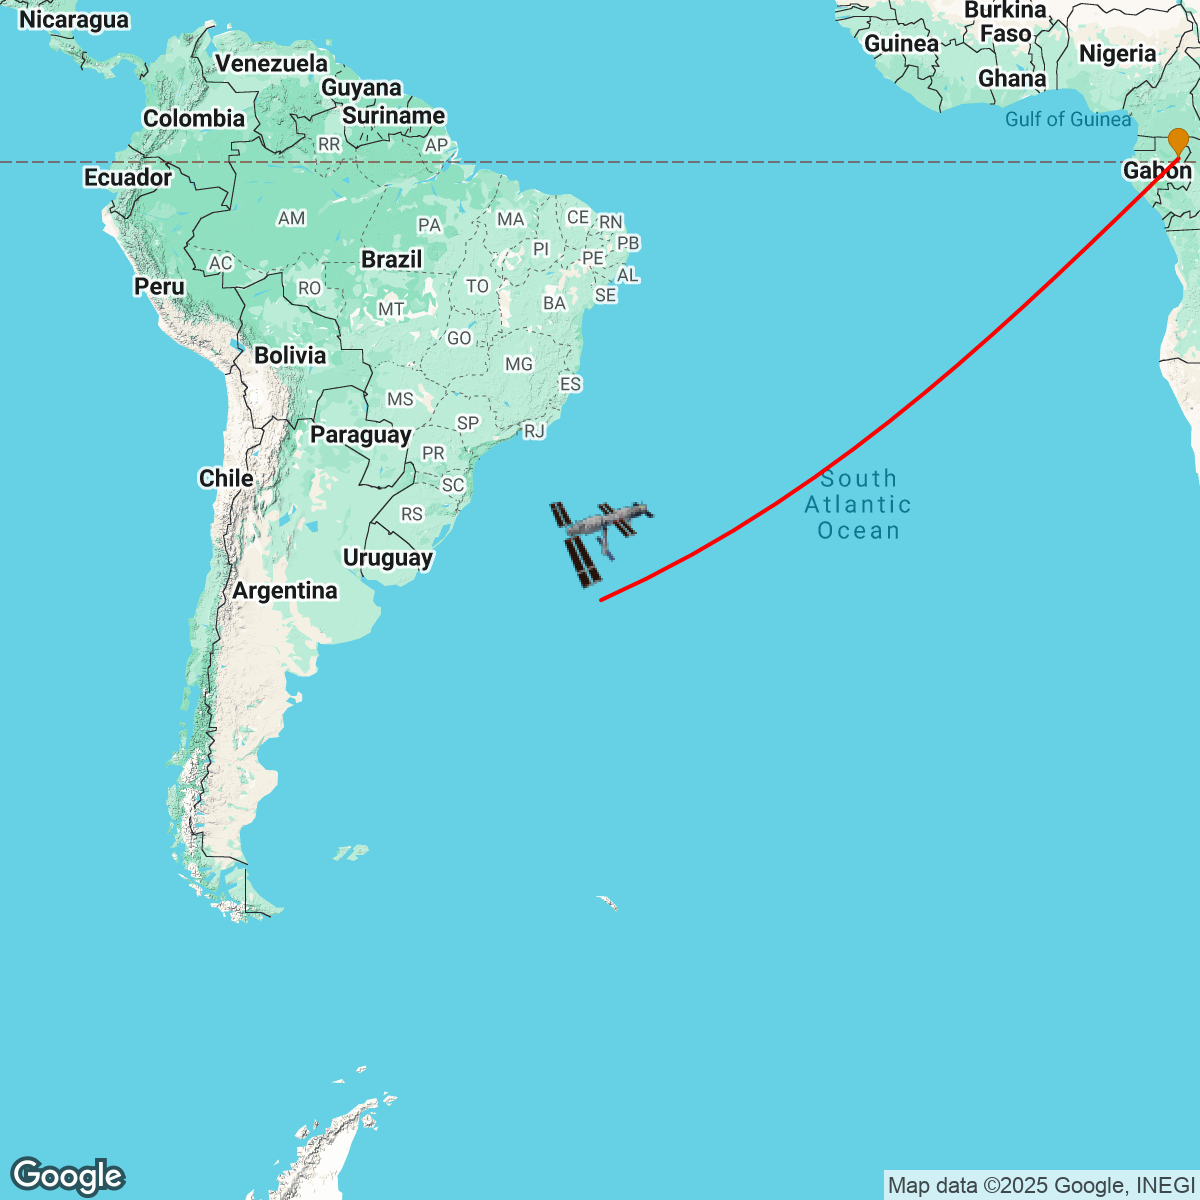 Nicaragua
Burkina
Faso
Guinea
Nigeria
Venezuela
Ghana
Guyana
Colombia
Suriname
Gulf of Guinea
RR
AP
Ecuador
Gabon
AM
PA
MA
CE
RN
PI
PB
PE
AC
Brazil
AL
Peru
RO
TO
SE
MT
BA
GO
Bolivia
MG
ES
MS
SP
RJ
Paraguay
PR
Chile
SC
South
Atlantic
Ocean
RS
Uruguay
Argentina
Google
Map data ©2025 Google, INEGI